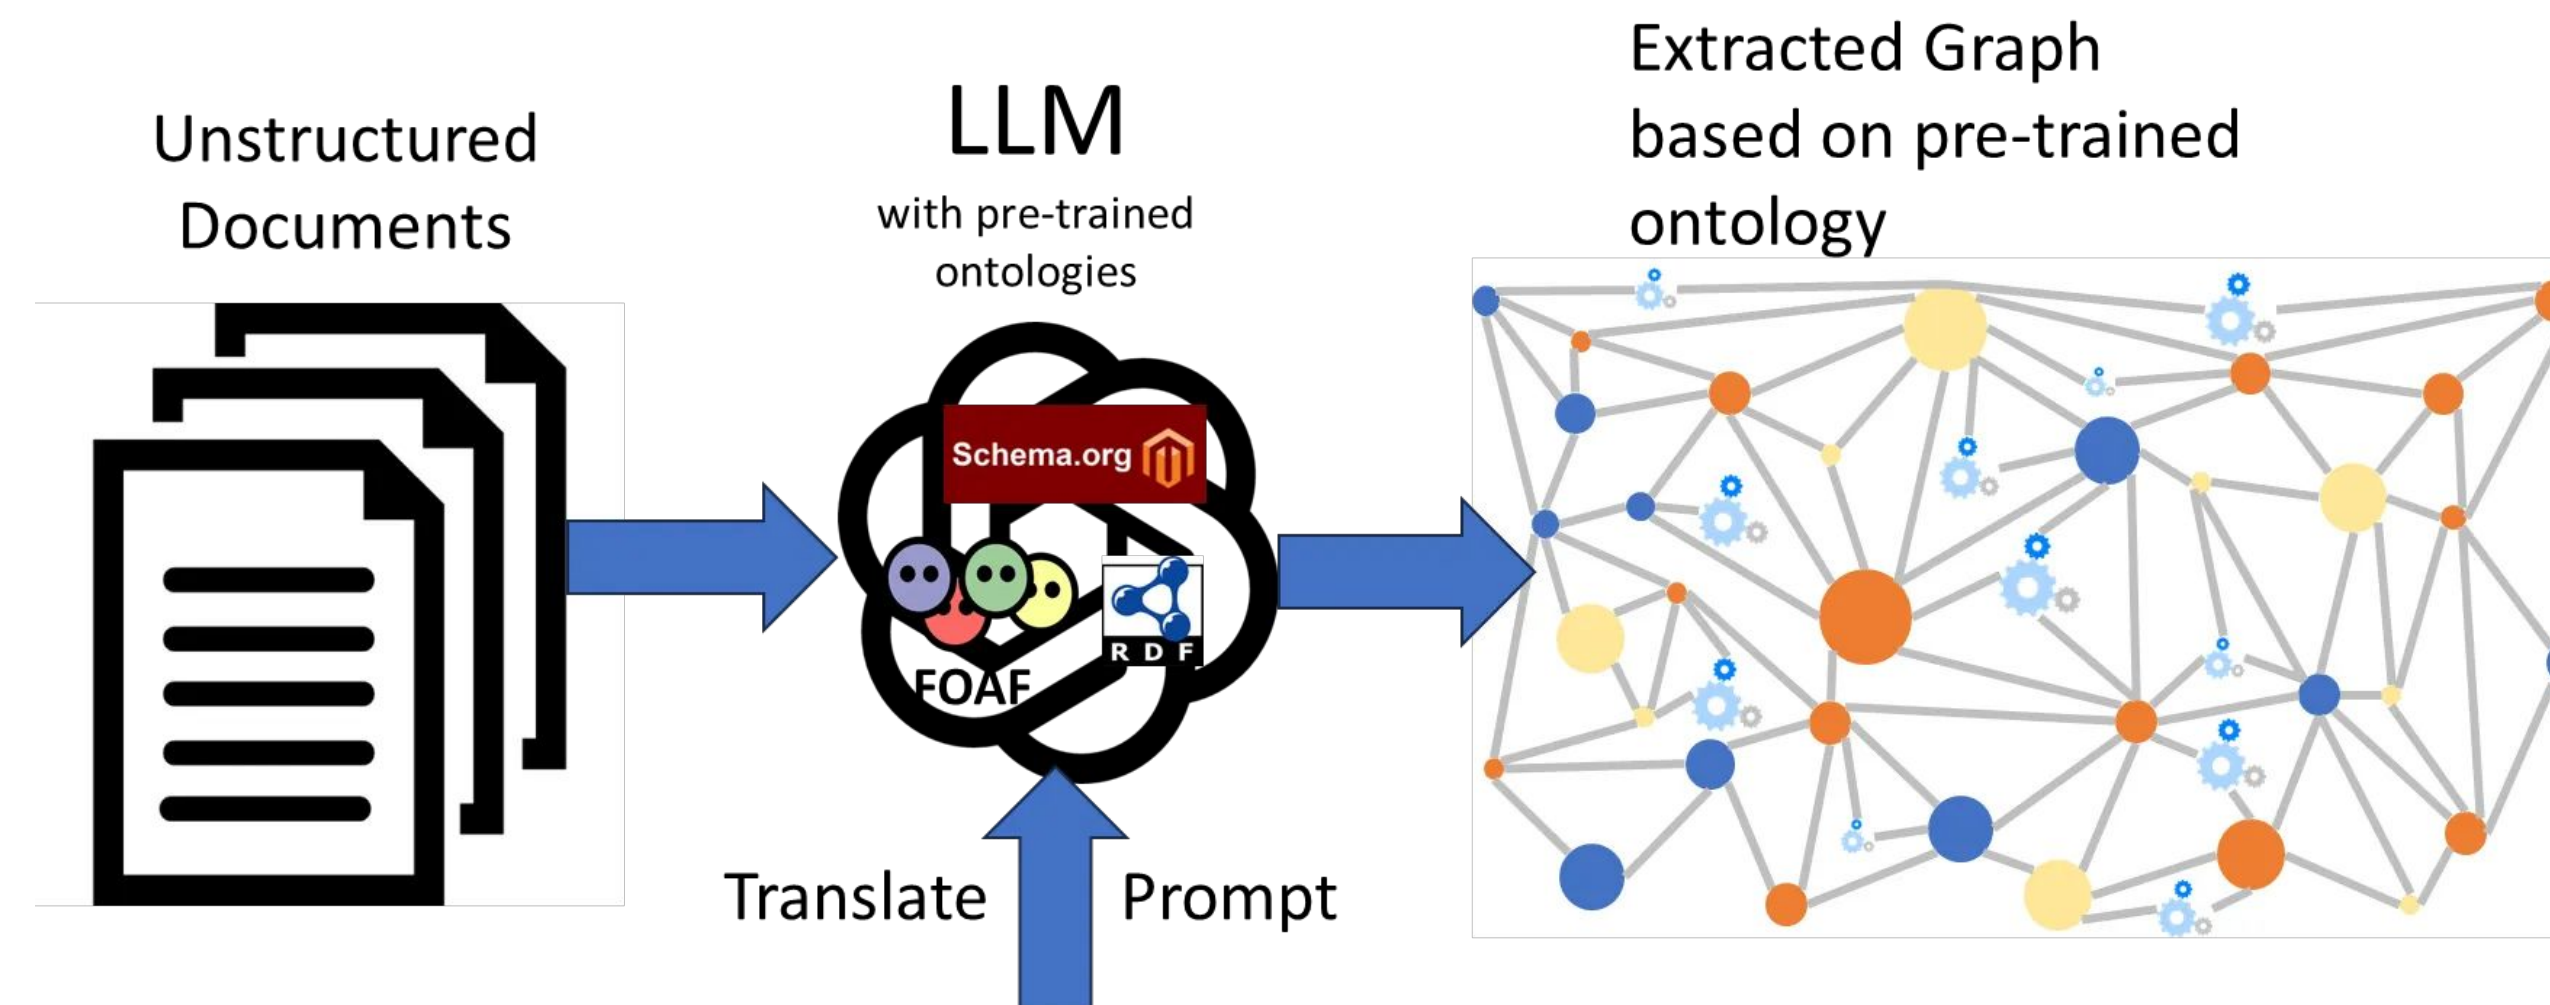 Unstructured
Documents
LLM
with pre-trained
ontologies
Schema.org
FOAF
RDF
Translate
Prompt
Extracted Graph
based on pre-trained
ontology